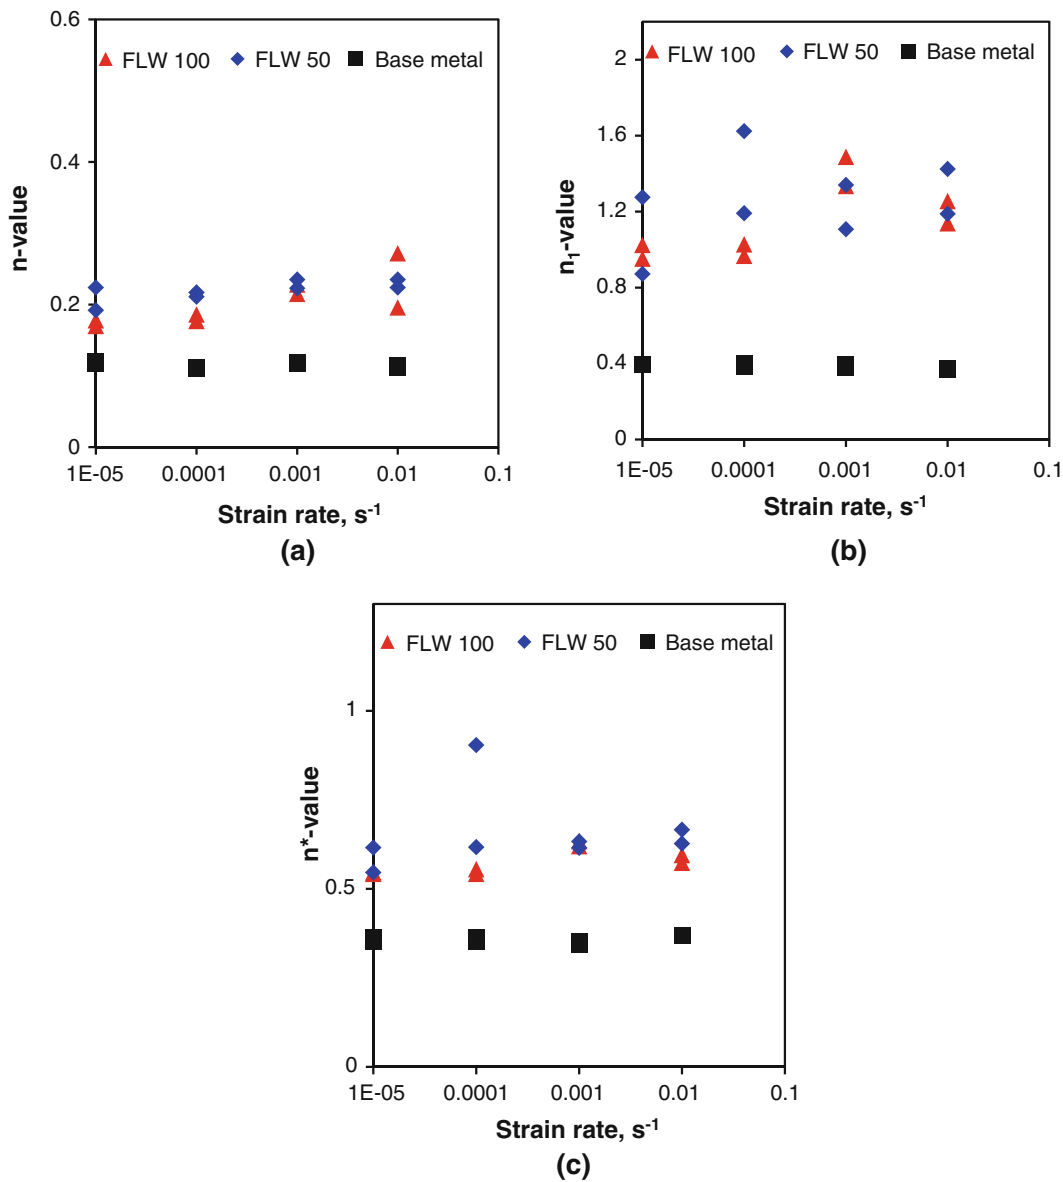 0.6
FLW 100 FLW 50 Base metal
0.4
n-value
0.2
0
1E-05 0.0001 0.001 0.01 0.1
Strain rate, s-1
(a)
2
FLW 100 FLW 50 Base metal
1.6
n1-value
1.2
0.8
0.4
0
1E-05 0.0001 0.001 0.01 0.1
Strain rate, s-1
(b)
FLW 100 FLW 50 Base metal
1
n*-value
0.5
0
1E-05 0.0001 0.001 0.01 0.1
Strain rate, s-1
(c)